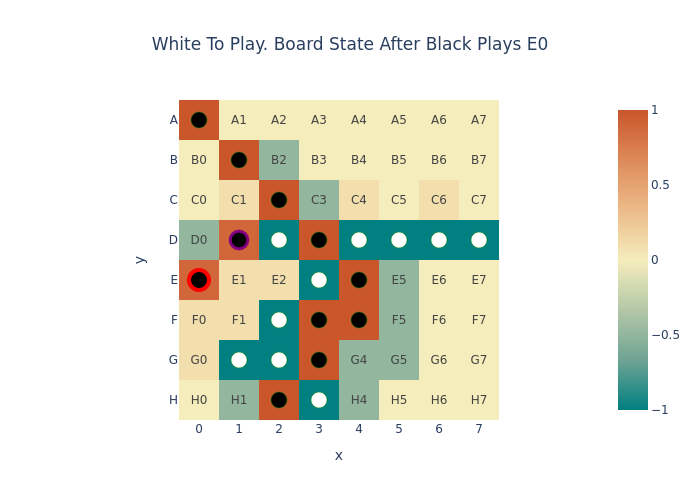 White To Play. Board State After Black Plays E0
A A1 A2 A3 A4 A5 A6 A7
B B0 B2 B3 B4 B5 B6 B7
C C0 C1 C3 C4 C5 C6 C7
D D0
E E1 E2 E5 E6 E7
F F0 F1 F5 F6 F7
G G0 G4 G5 G6 G7
H H0 H1 H4 H5 H6 H7
0 1 2 3 4 5 6 7
x
y
1
0.5
0
−0.5
−1